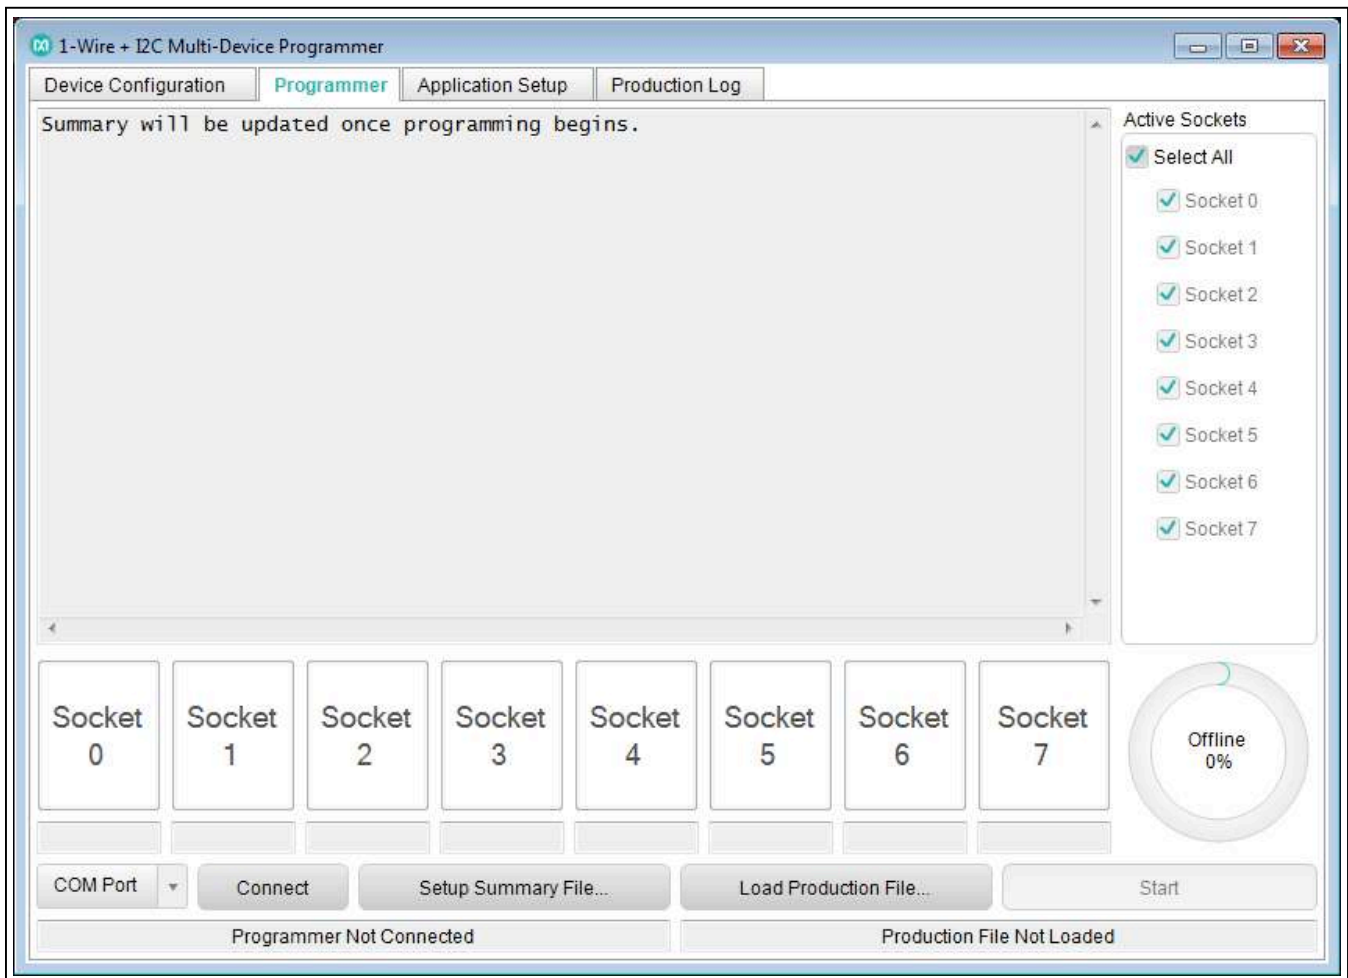 1-Wire + I2C Multi-Device Programmer
Device Configuration Programmer Application Setup Production Log
Summary will be updated once programming begins.
Active Sockets
Select All
Socket 0
Socket 1
Socket 2
Socket 3
Socket 4
Socket 5
Socket 6
Socket 7
Socket 0
Socket 1
Socket 2
Socket 3
Socket 4
Socket 5
Socket 6
Socket 7
Offline
0%
COM Port Connect Setup Summary File... Load Production File... Start
Programmer Not Connected Production File Not Loaded